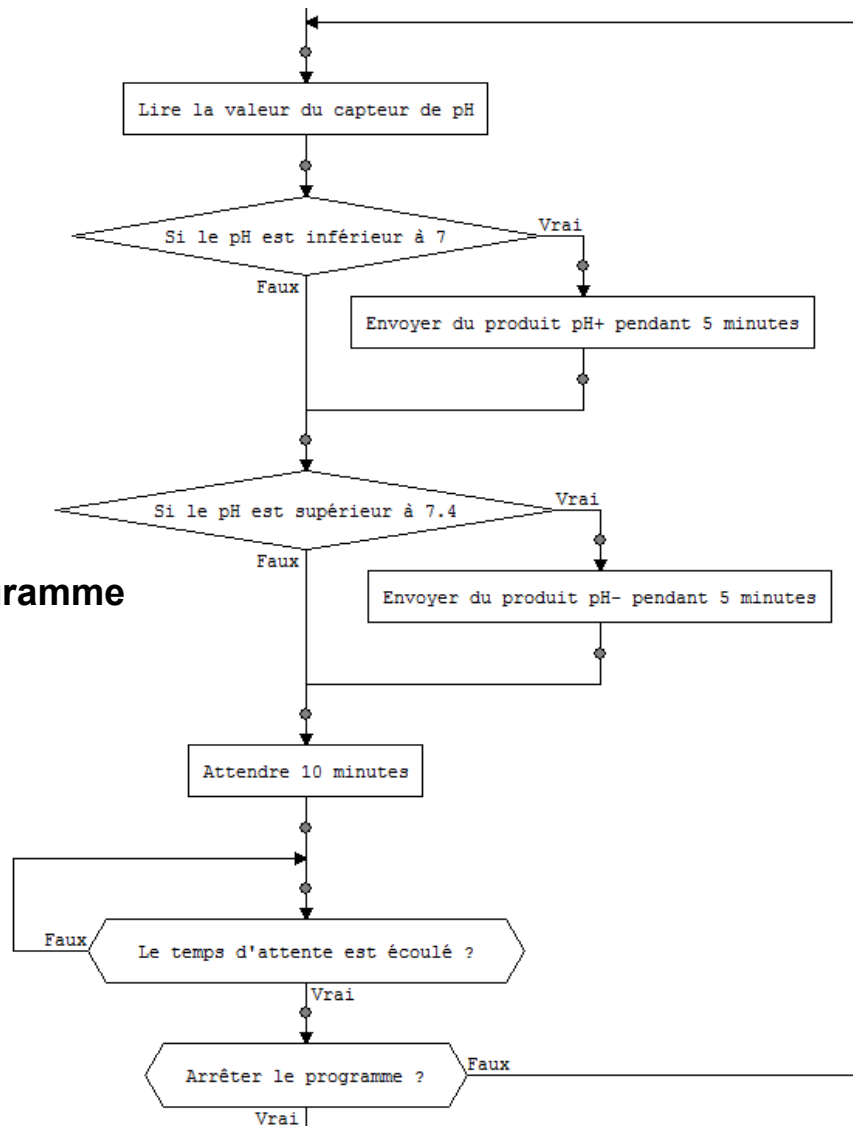 Lire la valeur du capteur de pH
Si le pH est inférieur à 7
Vrai
Faux
Envoyer du produit pH+ pendant 5 minutes
Si le pH est supérieur à 7.4
Vrai
Faux
Envoyer du produit pH- pendant 5 minutes
Attendre 10 minutes
Faux
Le temps d'attente est écoulé ?
Vrai
Arrêter le programme ?
Faux
Vrai